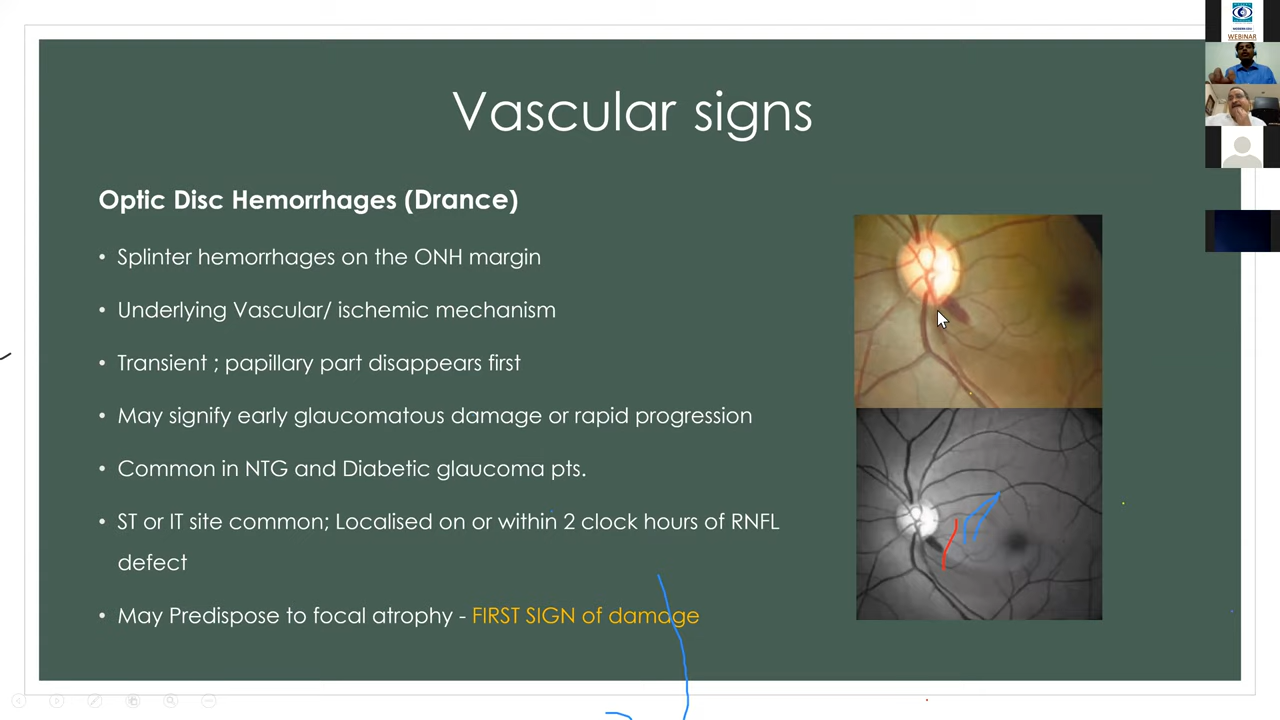 Vascular signs
Optic Disc Hemorrhages (Drance)
• Splinter hemorrhages on the ONH margin
• Underlying Vascular/ ischemic mechanism
• Transient ; papillary part disappears first
• May signify early glaucomatous damage or rapid progression
• Common in NTG and Diabetic glaucoma pts.
• ST or IT site common; Localised on or within 2 clock hours of RNFL
defect
• May Predispose to focal atrophy - FIRST SIGN of damage
WEBINAR